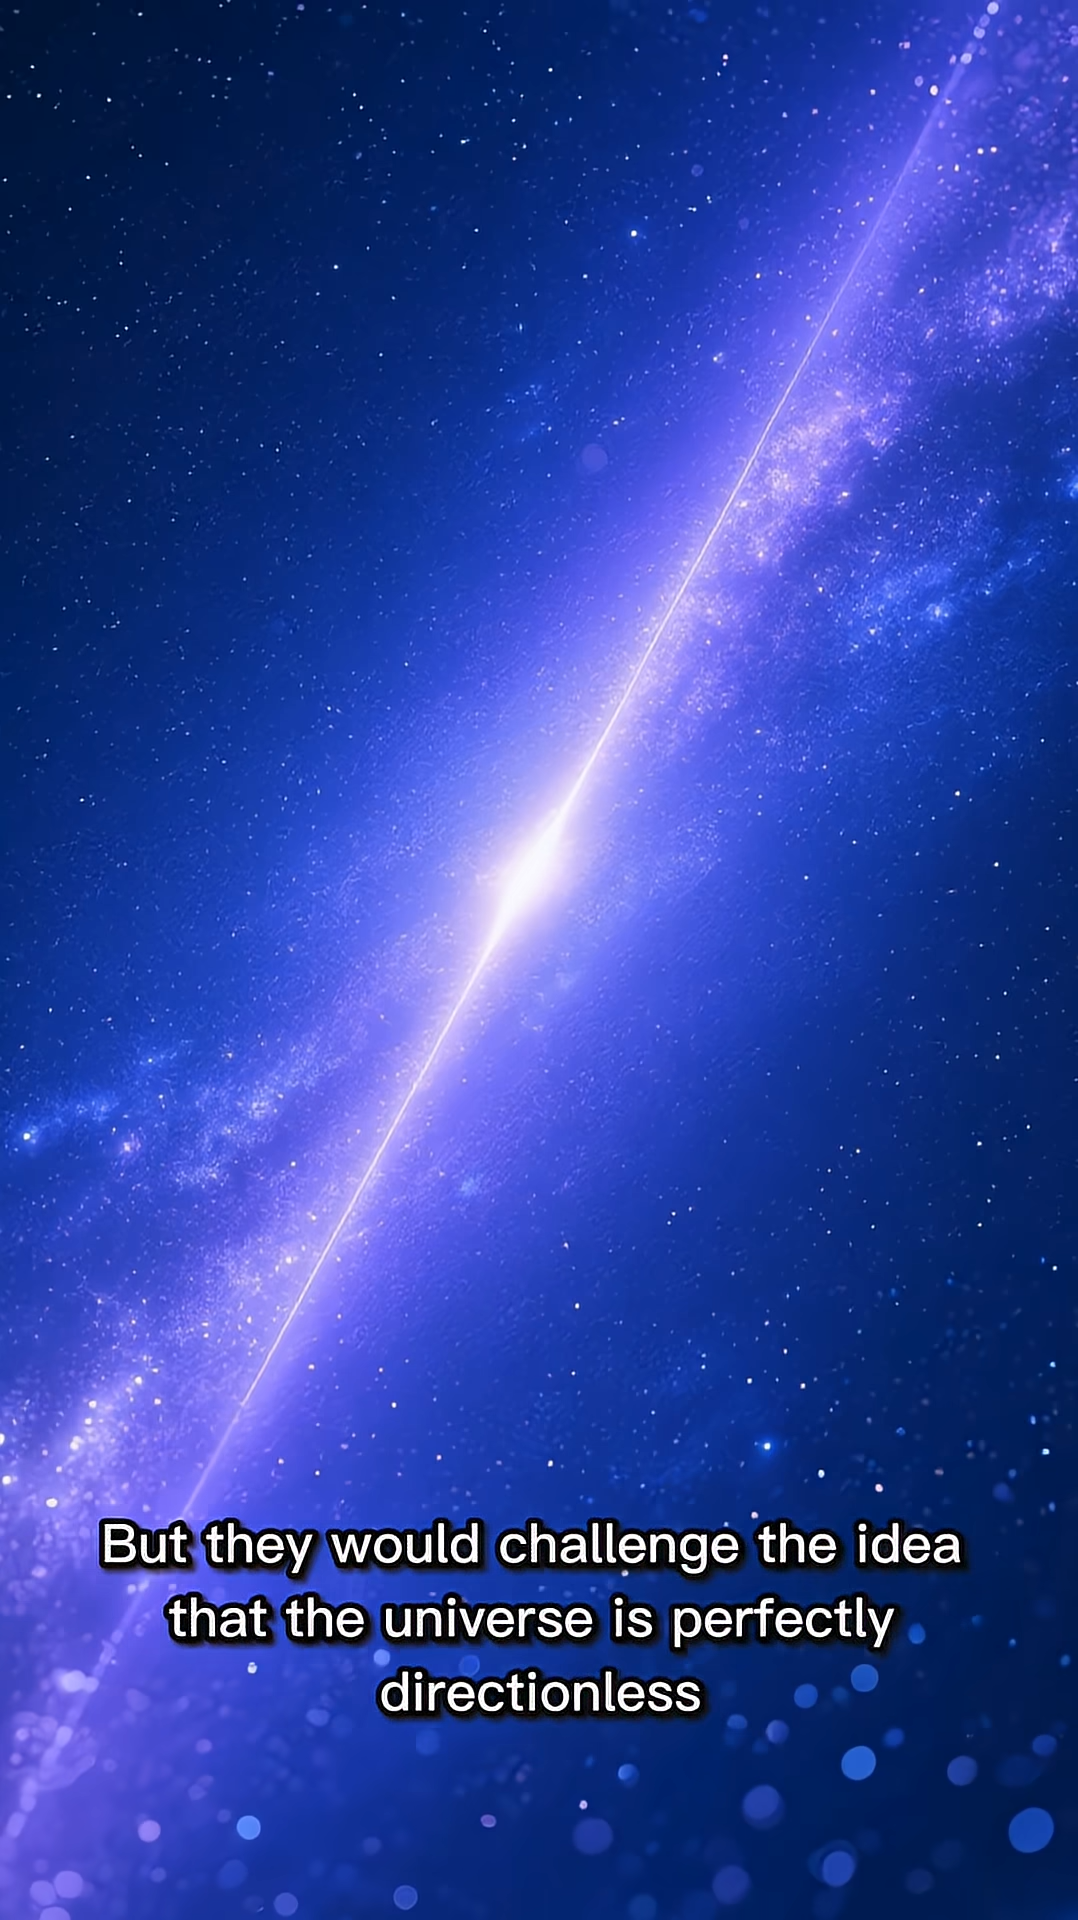 But they would challenge the idea
that the universe is perfectly
directionless